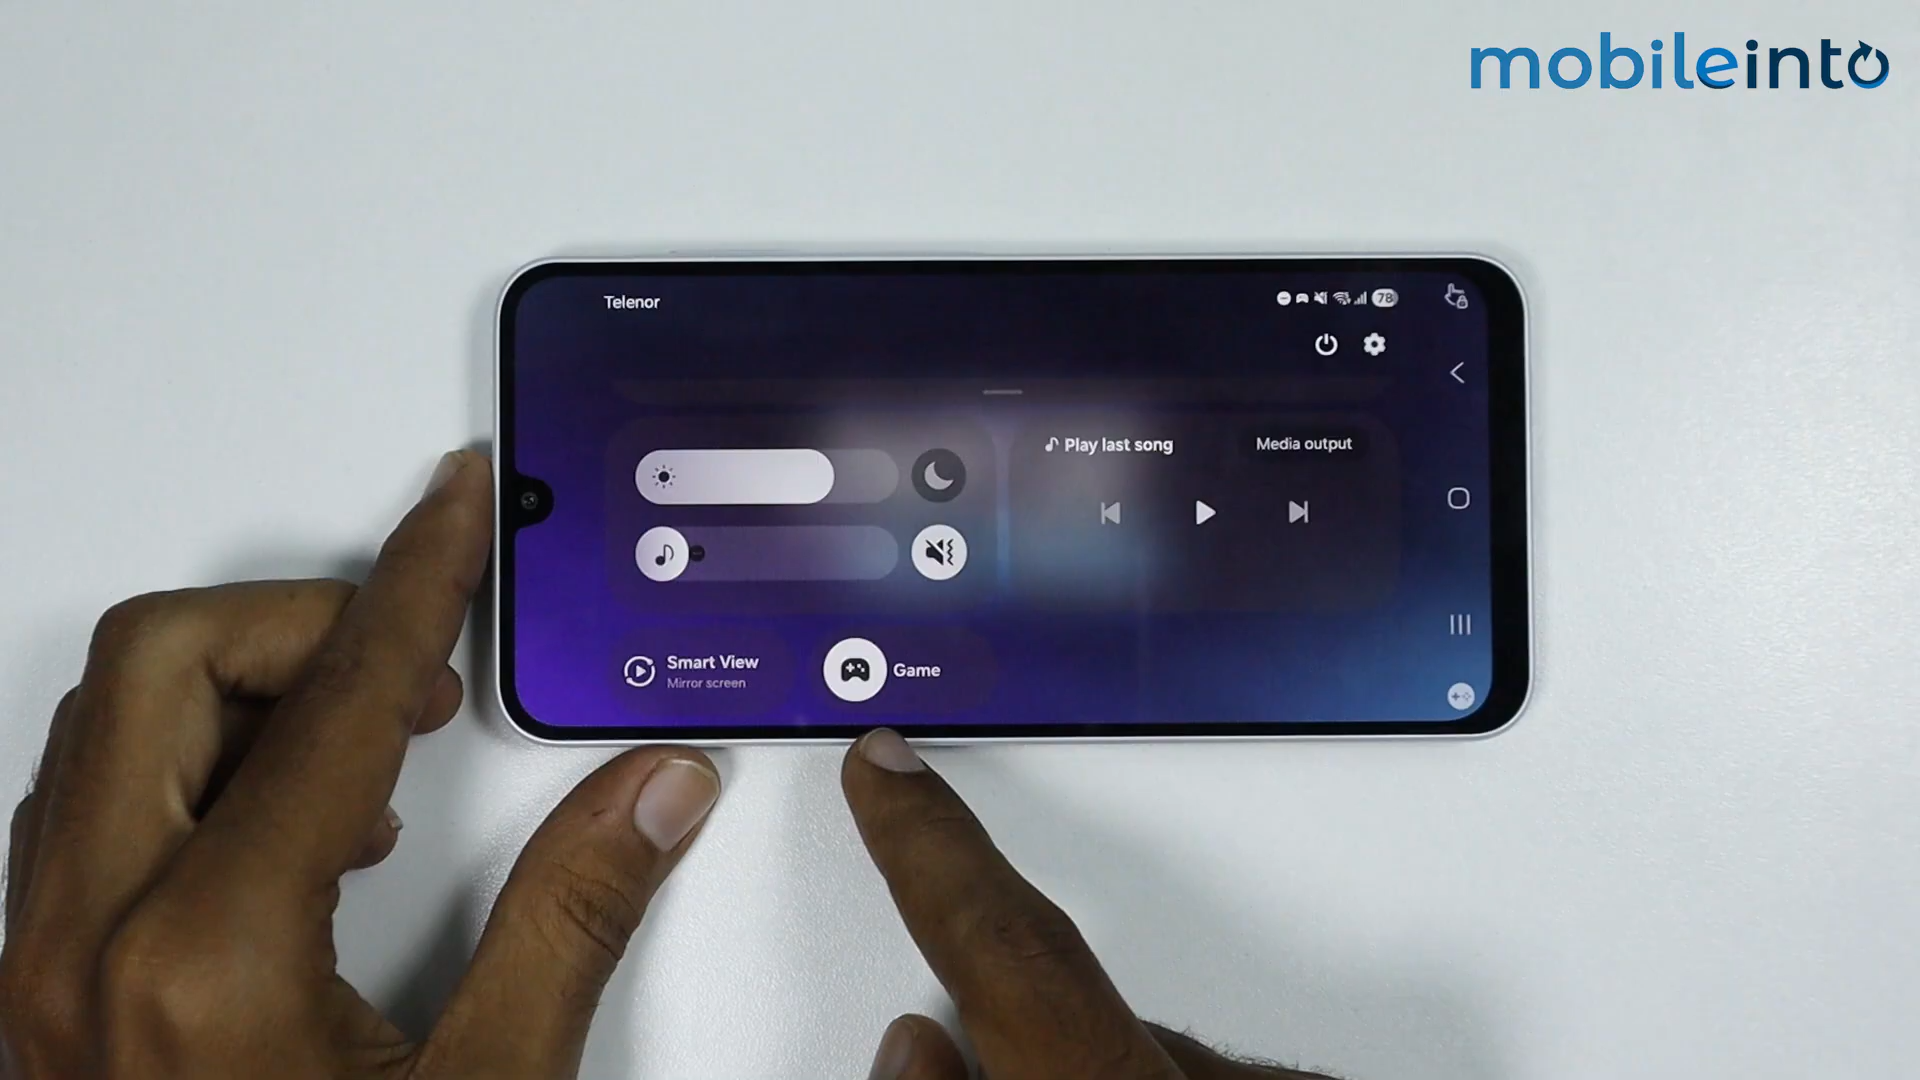 mobileinto
Telenor
78
Play last song
Media output
Smart View
Mirror screen
Game